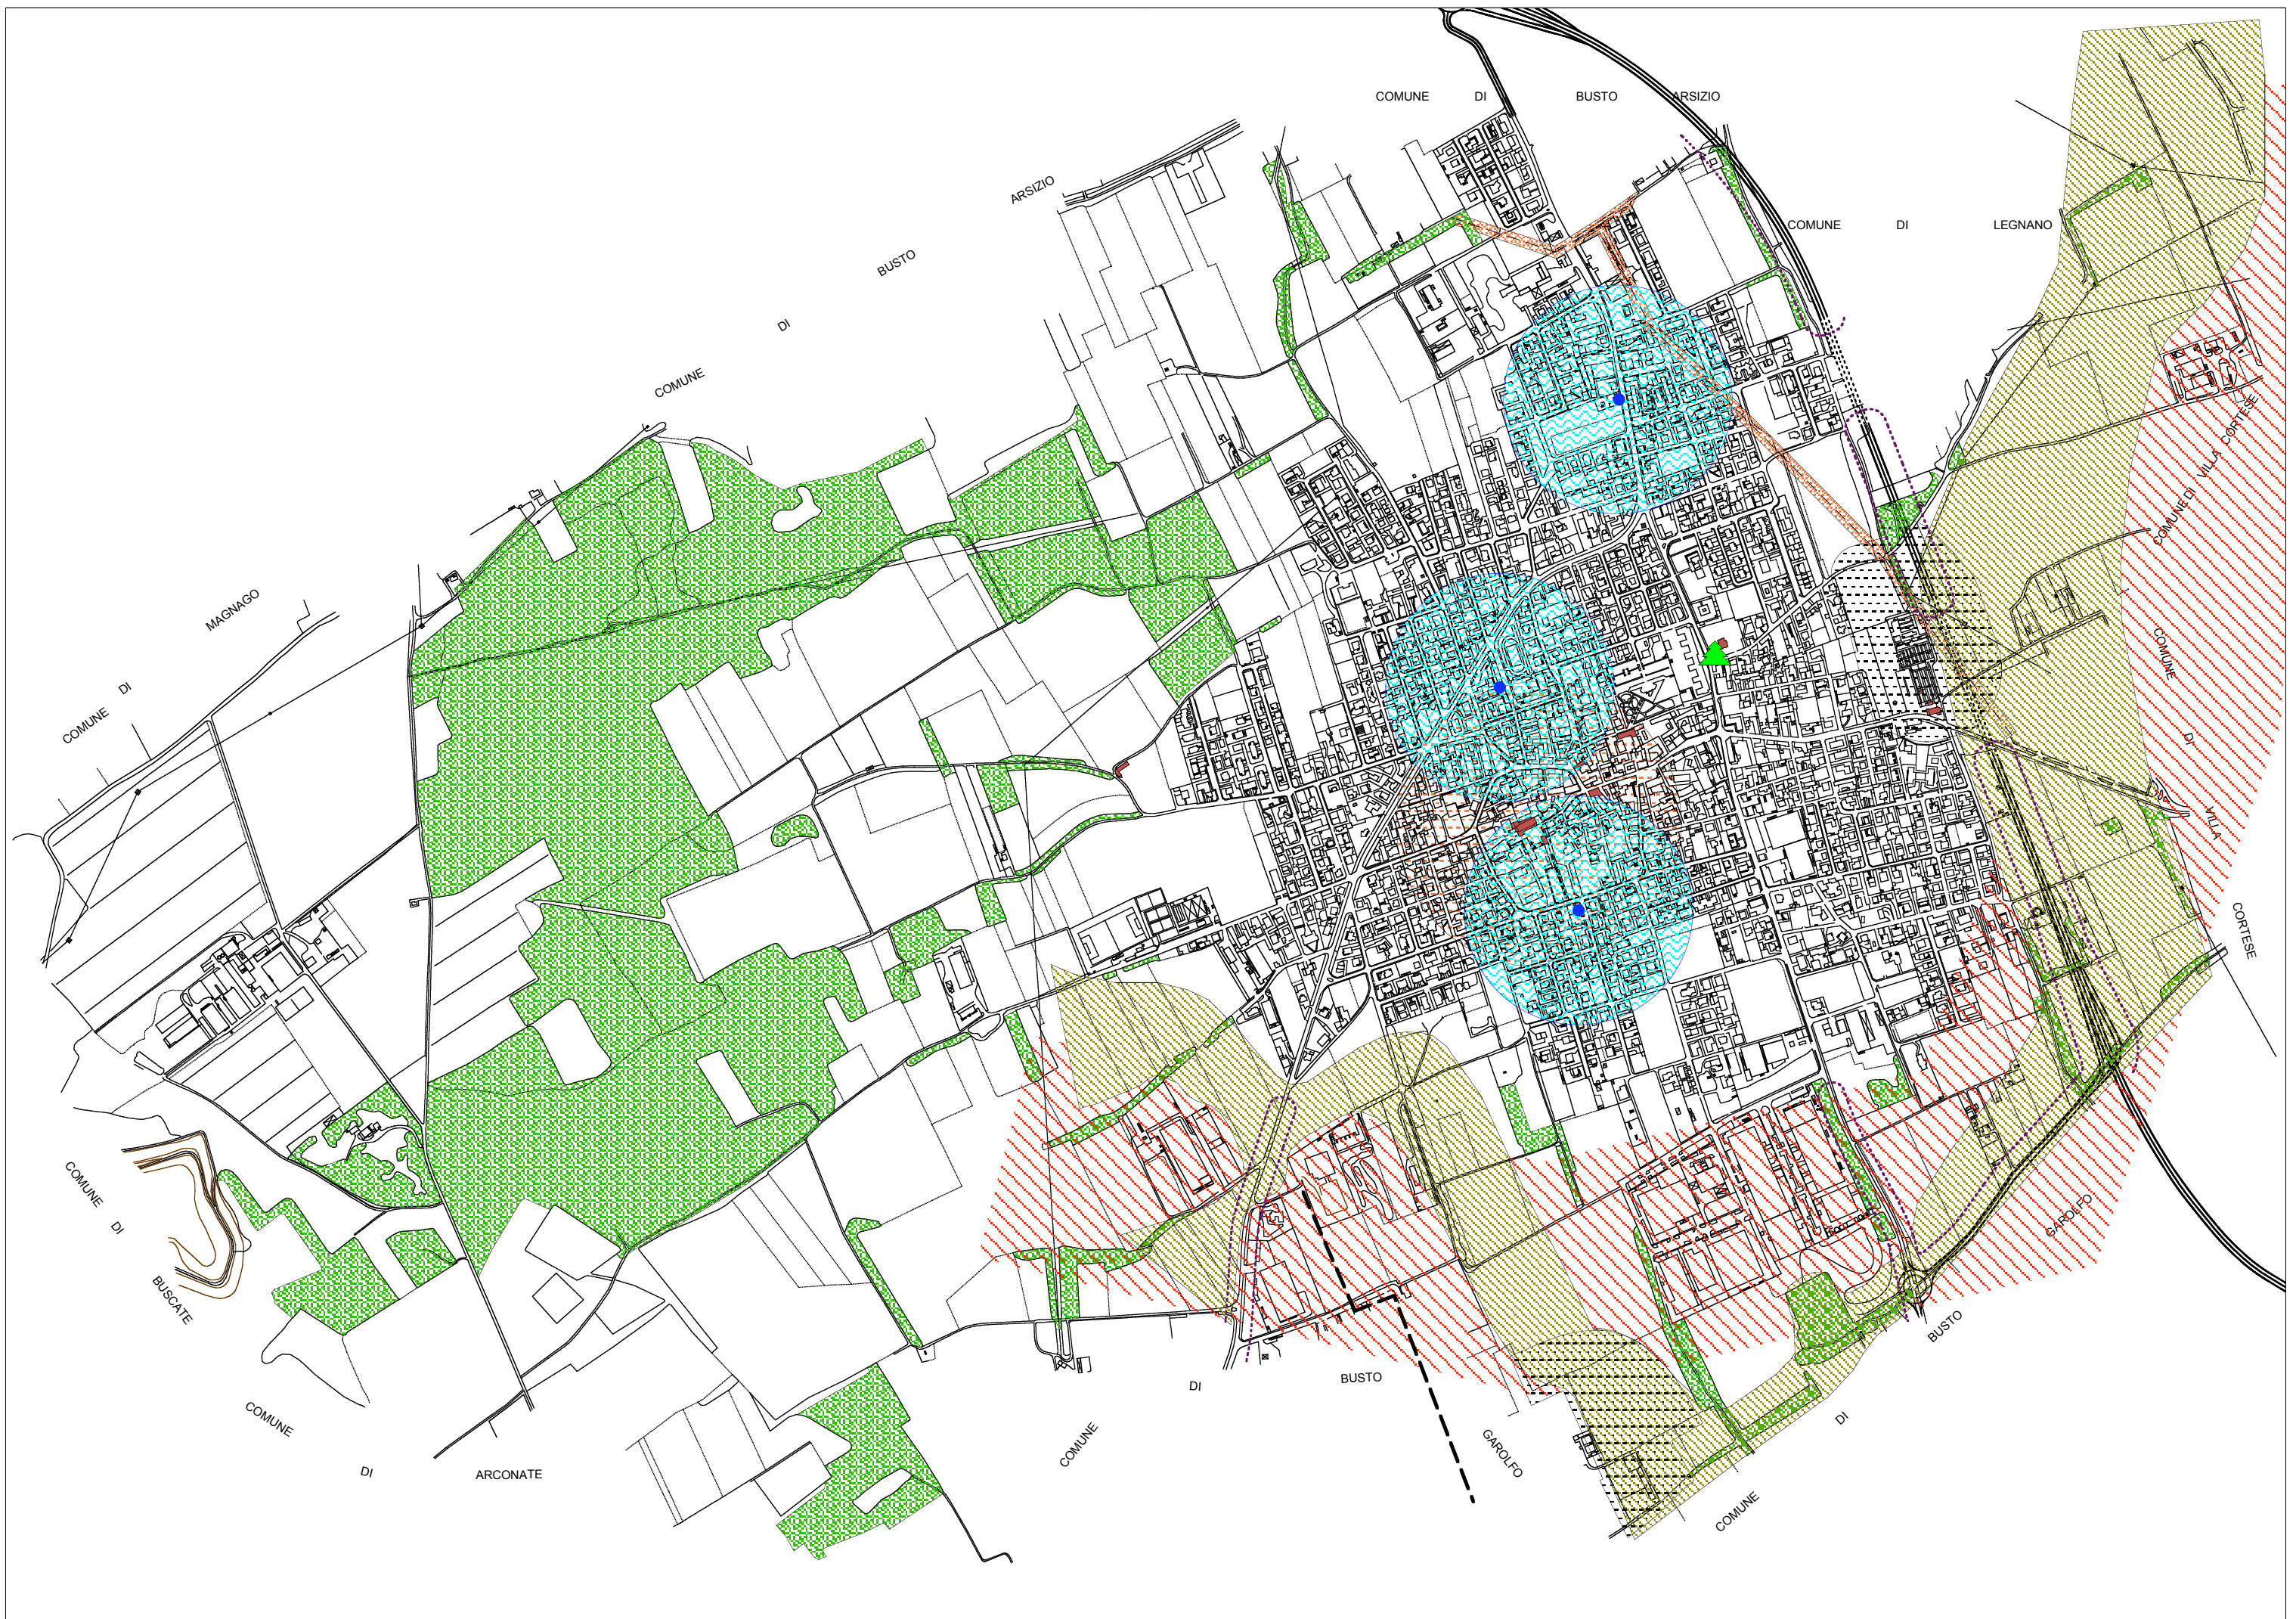 COMUNE DI BUSTO ARSIZIO
COMUNE DI LEGNANO
COMUNE DI BUSTO ARSIZIO
COMUNE DI MAGNAGO
COMUNE DI VILLA CORTESE
COMUNE DI VILLA CORTESE
COMUNE DI BUSCATE
COMUNE DI ARCONATE
COMUNE DI BUSTO GAROLFO
COMUNE DI BUSTO GAROLFO